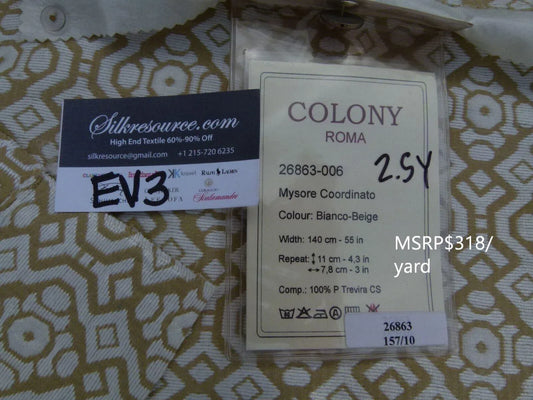 Silkresource.com
High End Textile 60%-90% Off
silkresource@gmail.com +1 215-720 6235
kravet RALPH LAUREN
EV3
Scalamandre
COLONY
ROMA
26863-006
2.5Y
Mysore Coordinato
Colour: Bianco-Beige
Width: 140 cm - 55 in
MSRP$318/
yard
Repeat: ↕ 11 cm - 4,3 in
↔ 7,8 cm - 3 in
Comp.: 100% P Trevira CS
26863
157/10